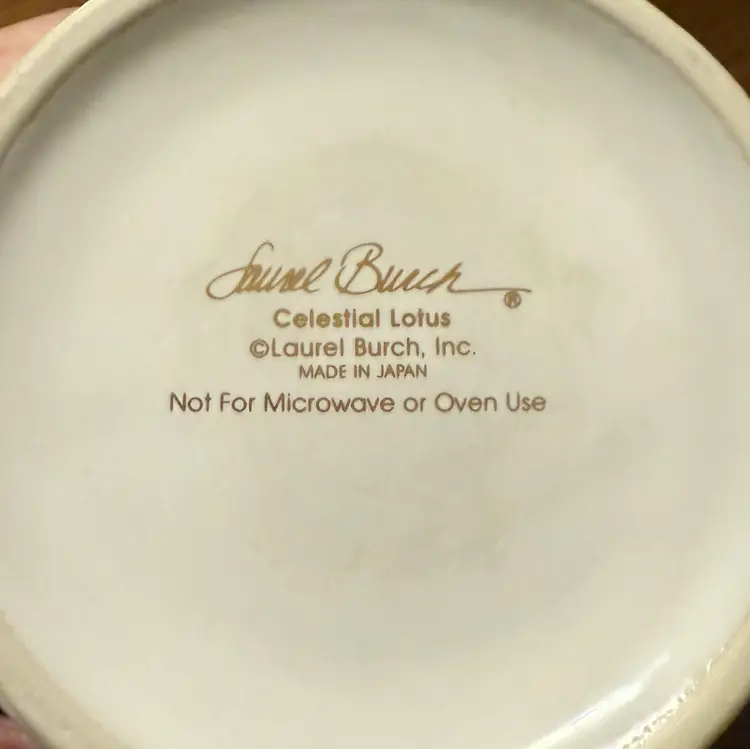 Laurel Burch ®
Celestial Lotus
©Laurel Burch, Inc.
MADE IN JAPAN
Not For Microwave or Oven Use